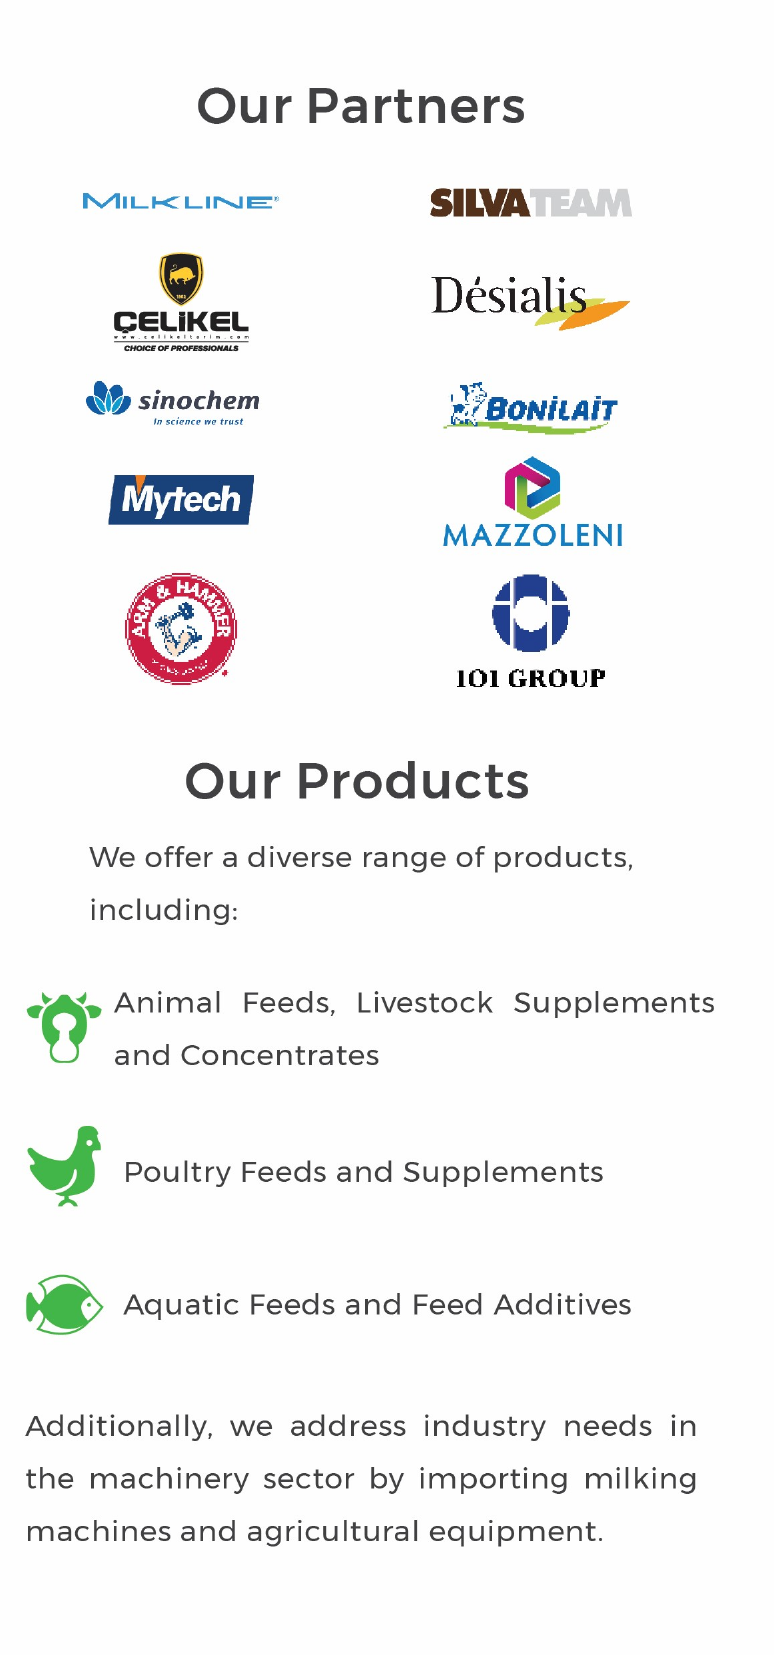 Our Partners
MILKLINE®
SILVATEAM
ÇELiKEL
www.celikeltarim.com
CHOICE OF PROFESSIONALS
Désialis
sinochem
In science we trust
BONiLAiT
Mytech
MAZZOLENI
ARM & HAMMER
IOI GROUP
Our Products
We offer a diverse range of products,
including:
Animal Feeds, Livestock Supplements
and Concentrates
Poultry Feeds and Supplements
Aquatic Feeds and Feed Additives
Additionally, we address industry needs in
the machinery sector by importing milking
machines and agricultural equipment.